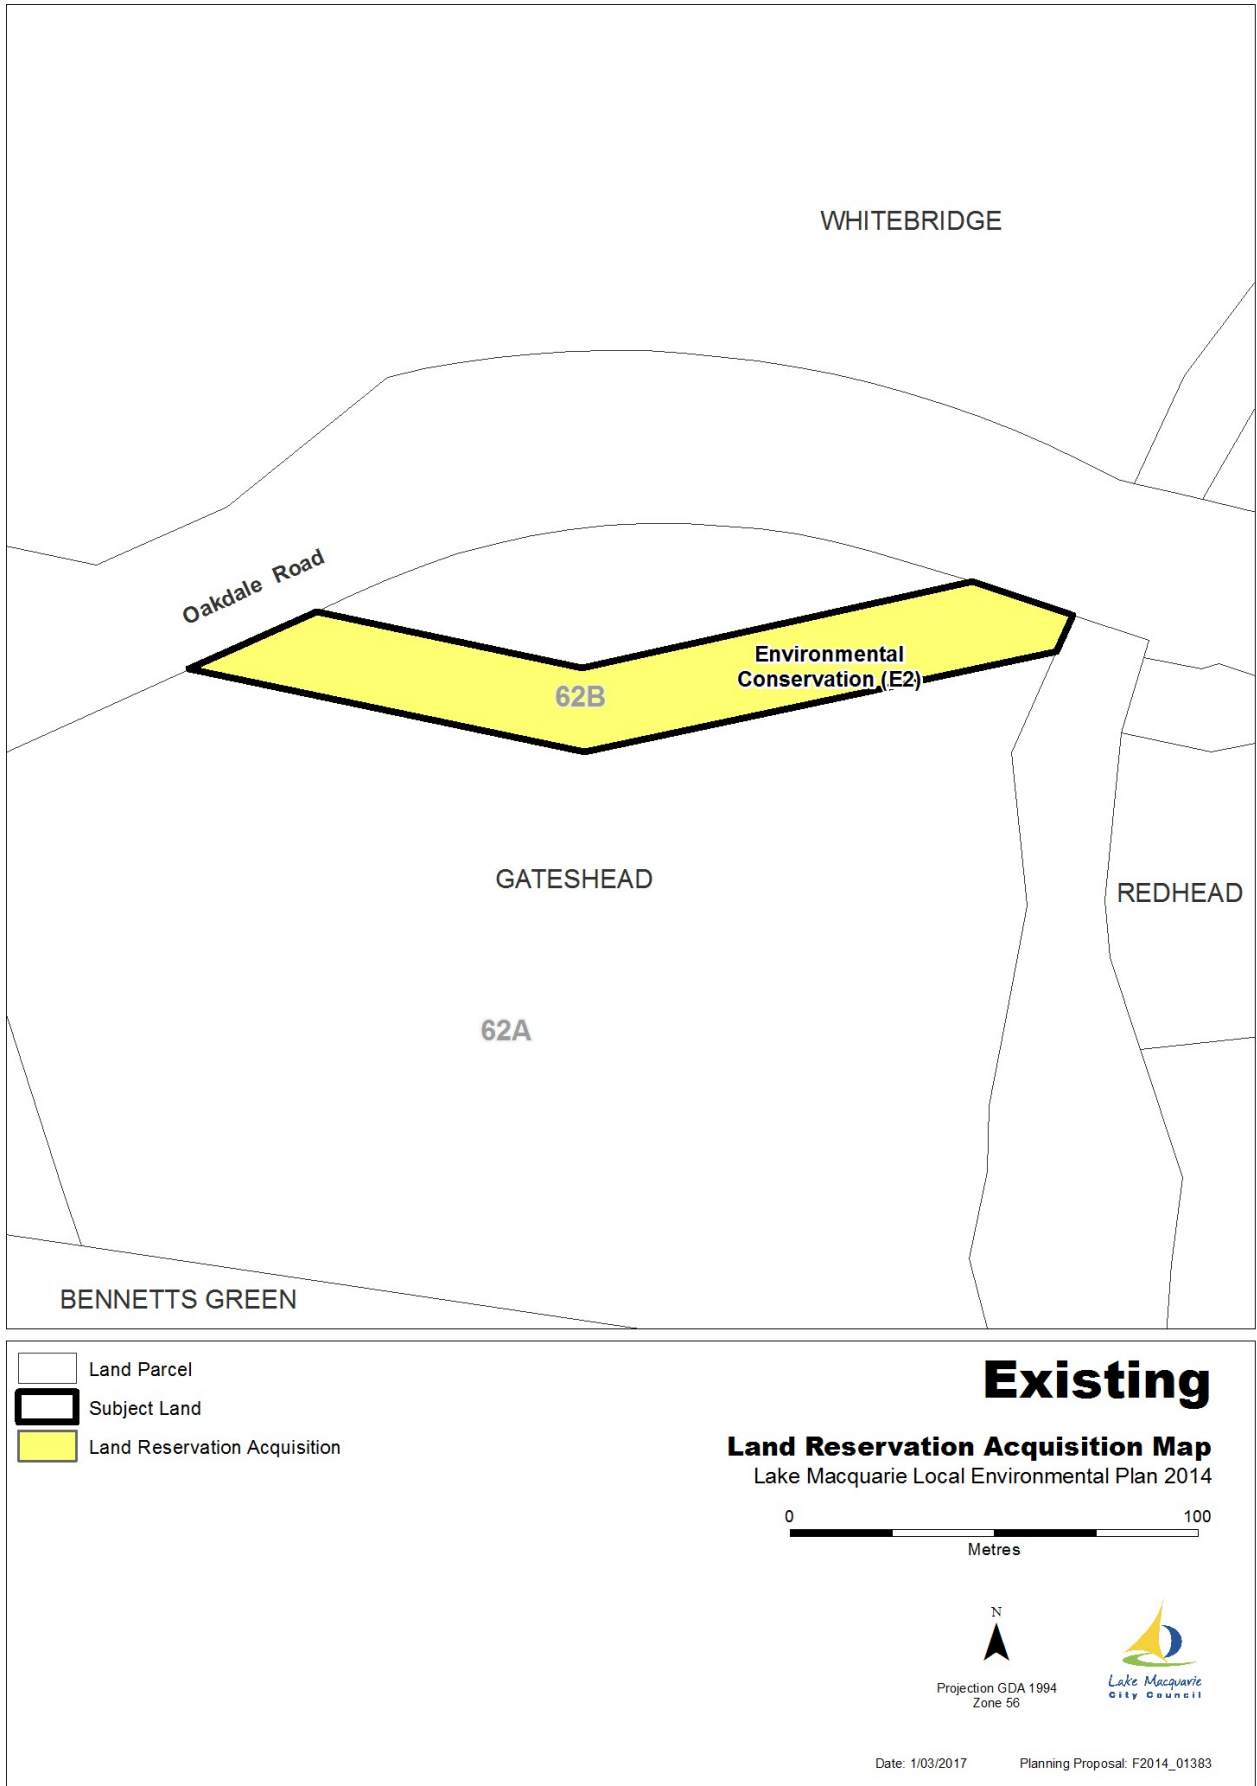 WHITEBRIDGE
Oakdale Road
Environmental
Conservation (E2)
62B
GATESHEAD
REDHEAD
62A
BENNETTS GREEN
Land Parcel
Subject Land
Land Reservation Acquisition
Existing
Land Reservation Acquisition Map
Lake Macquarie Local Environmental Plan 2014
0 100
Metres
N
Projection GDA 1994
Zone 56
Lake Macquarie
City Council
Date: 1/03/2017 Planning Proposal: F2014_01383